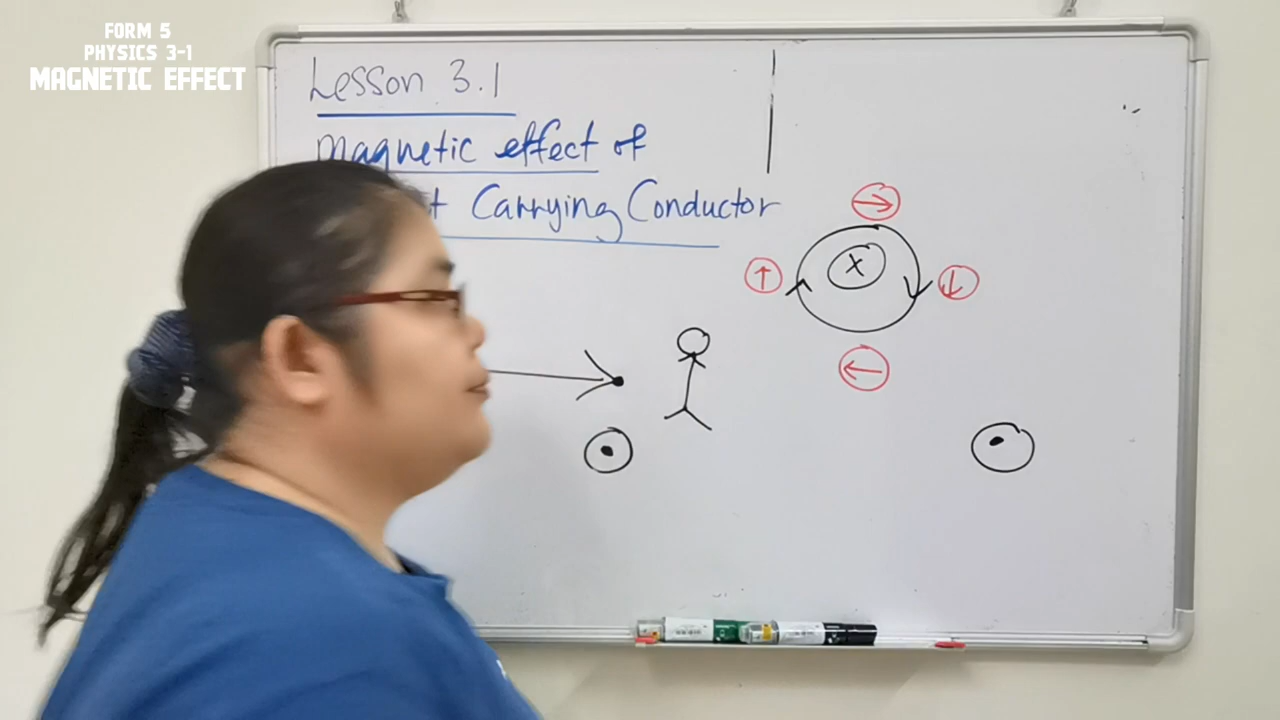 FORM 5
PHYSICS 3-1
MAGNETIC EFFECT
Lesson 3.1
magnetic effect of
Carrying Conductor